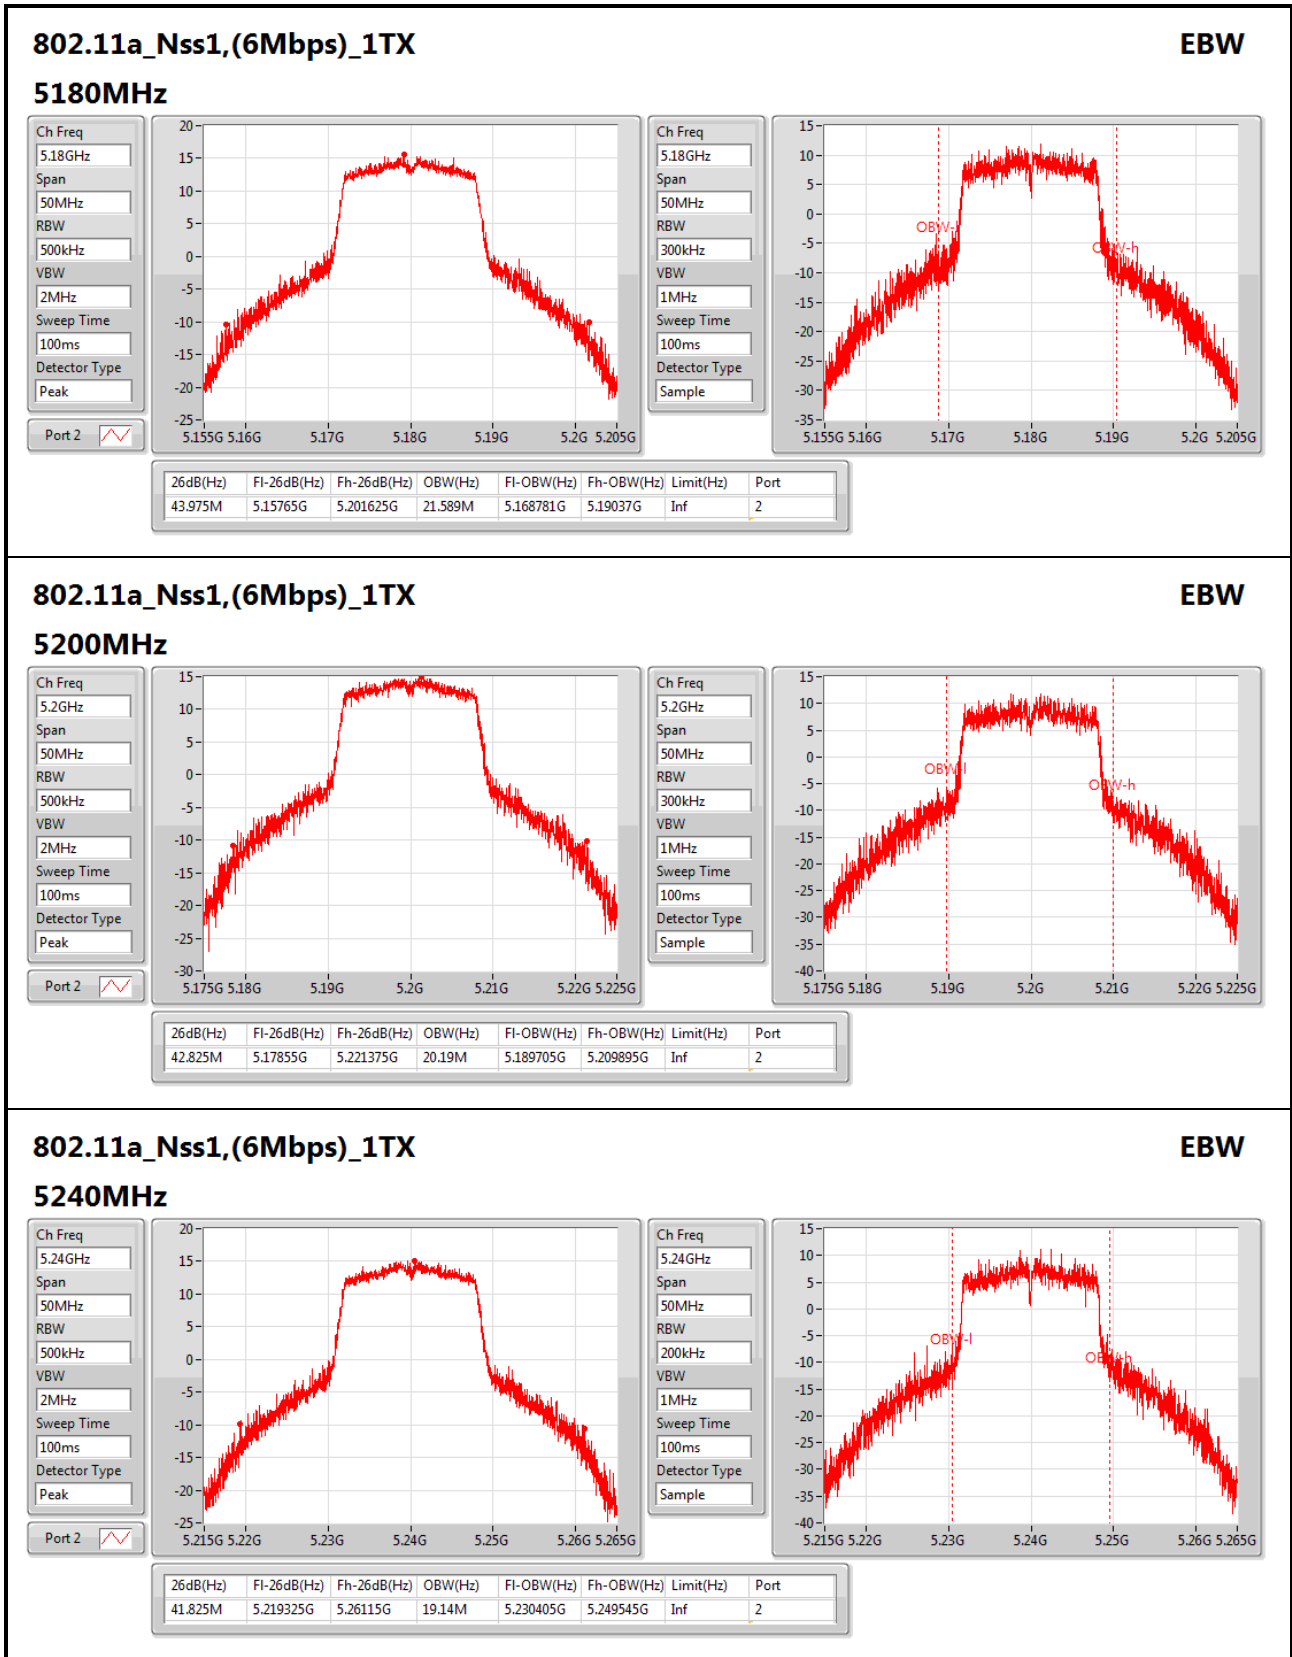 802.11a_Nss1,(6Mbps)_1TX EBW
5180MHz
Ch Freq
5.18GHz
Span
50MHz
RBW
500kHz
VBW
2MHz
Sweep Time
100ms
Detector Type
Peak
Port 2
20
15
10
5
0
-5
-10
-15
-20
-25
5.155G 5.16G 5.17G 5.18G 5.19G 5.2G 5.205G
Ch Freq
5.18GHz
Span
50MHz
RBW
300kHz
VBW
1MHz
Sweep Time
100ms
Detector Type
Sample
15
10
5
0
-5
-10
-15
-20
-25
-30
-35
OBW-l
OBW-h
5.155G 5.16G 5.17G 5.18G 5.19G 5.2G 5.205G
26dB(Hz) Fl-26dB(Hz) Fh-26dB(Hz) OBW(Hz) Fl-OBW(Hz) Fh-OBW(Hz) Limit(Hz) Port
43.975M 5.15765G 5.201625G 21.589M 5.168781G 5.19037G Inf 2
802.11a_Nss1,(6Mbps)_1TX EBW
5200MHz
Ch Freq
5.2GHz
Span
50MHz
RBW
500kHz
VBW
2MHz
Sweep Time
100ms
Detector Type
Peak
Port 2
15
10
5
0
-5
-10
-15
-20
-25
-30
5.175G 5.18G 5.19G 5.2G 5.21G 5.22G 5.225G
Ch Freq
5.2GHz
Span
50MHz
RBW
300kHz
VBW
1MHz
Sweep Time
100ms
Detector Type
Sample
15
10
5
0
-5
-10
-15
-20
-25
-30
-35
-40
OBW-l
OBW-h
5.175G 5.18G 5.19G 5.2G 5.21G 5.22G 5.225G
26dB(Hz) Fl-26dB(Hz) Fh-26dB(Hz) OBW(Hz) Fl-OBW(Hz) Fh-OBW(Hz) Limit(Hz) Port
42.825M 5.17855G 5.221375G 20.19M 5.189705G 5.209895G Inf 2
802.11a_Nss1,(6Mbps)_1TX EBW
5240MHz
Ch Freq
5.24GHz
Span
50MHz
RBW
500kHz
VBW
2MHz
Sweep Time
100ms
Detector Type
Peak
Port 2
20
15
10
5
0
-5
-10
-15
-20
-25
5.215G 5.22G 5.23G 5.24G 5.25G 5.26G 5.265G
Ch Freq
5.24GHz
Span
50MHz
RBW
200kHz
VBW
1MHz
Sweep Time
100ms
Detector Type
Sample
15
10
5
0
-5
-10
-15
-20
-25
-30
-35
-40
OBW-l
OBW-h
5.215G 5.22G 5.23G 5.24G 5.25G 5.26G 5.265G
26dB(Hz) Fl-26dB(Hz) Fh-26dB(Hz) OBW(Hz) Fl-OBW(Hz) Fh-OBW(Hz) Limit(Hz) Port
41.825M 5.219325G 5.26115G 19.14M 5.230405G 5.249545G Inf 2